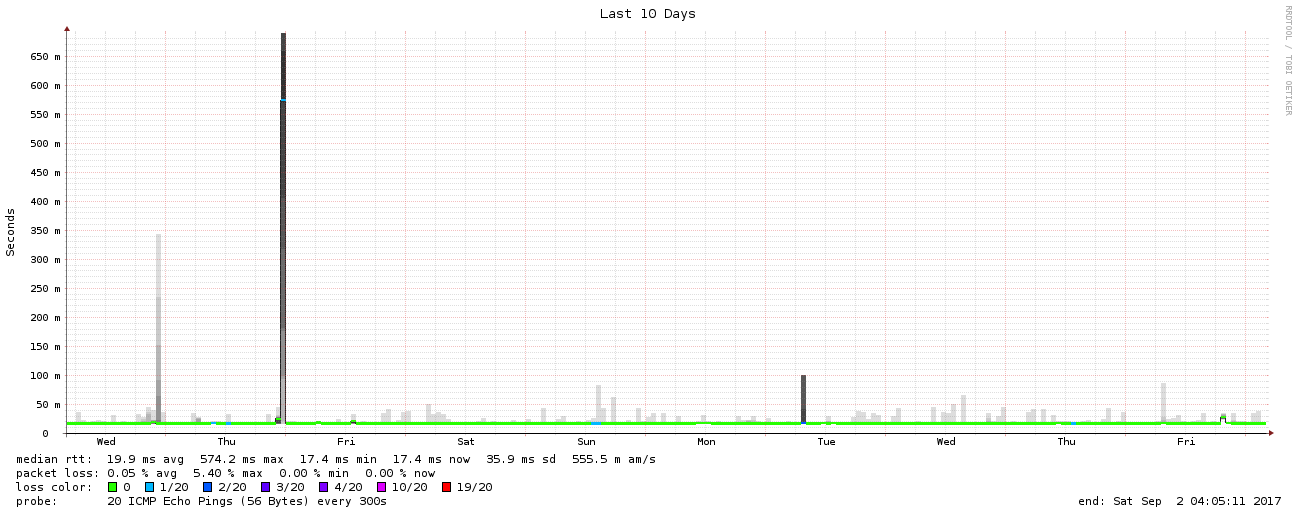 Last 10 Days
RRDTOOL / TOBI OETIKER
Seconds
650 m
600 m
550 m
500 m
450 m
400 m
350 m
300 m
250 m
200 m
150 m
100 m
50 m
0
Wed Thu Fri Sat Sun Mon Tue Wed Thu Fri
median rtt: 19.9 ms avg 574.2 ms max 17.4 ms min 17.4 ms now 35.9 ms sd 555.5 m am/s
packet loss: 0.05 % avg 5.40 % max 0.00 % min 0.00 % now
loss color: 0 1/20 2/20 3/20 4/20 10/20 19/20
probe: 20 ICMP Echo Pings (56 Bytes) every 300s end: Sat Sep 2 04:05:11 2017